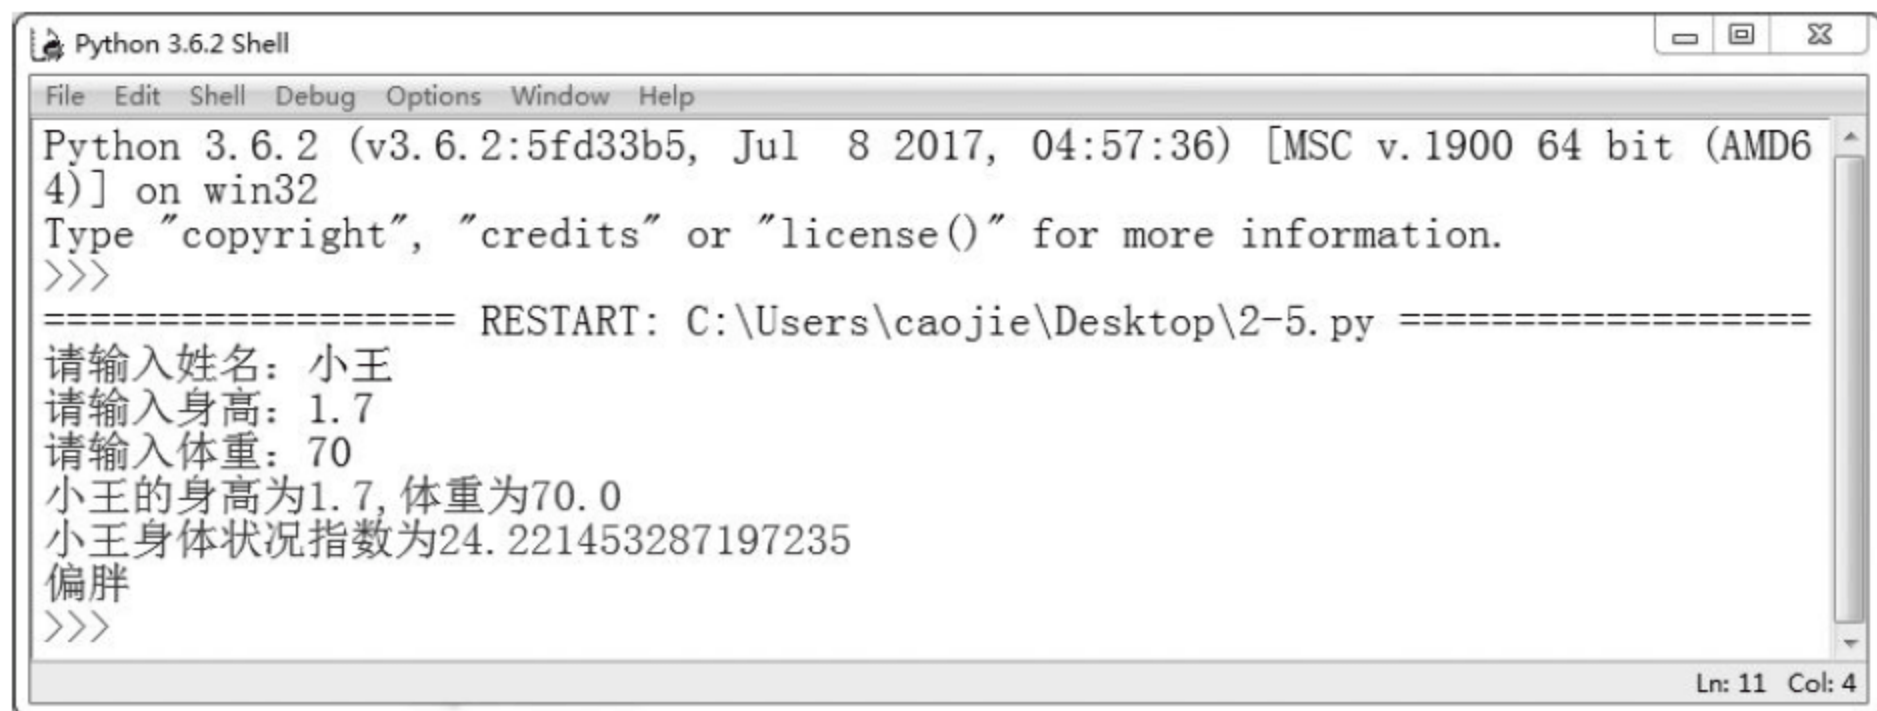 Python 3.6.2 Shell
File Edit Shell Debug Options Window Help
Python 3.6.2 (v3.6.2:5fd33b5, Jul  8 2017, 04:57:36) [MSC v.1900 64 bit (AMD6
4)] on win32
Type "copyright", "credits" or "license()" for more information.
>>>
================== RESTART: C:\Users\caojie\Desktop\2-5.py ==================
请输入姓名：小王
请输入身高：1.7
请输入体重：70
小王的身高为1.7,体重为70.0
小王身体状况指数为24.221453287197235
偏胖
>>>
Ln: 11 Col: 4